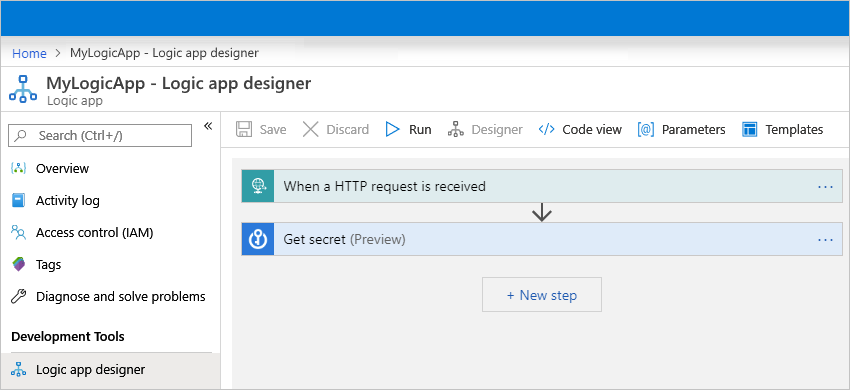 Home > MyLogicApp - Logic app designer
MyLogicApp - Logic app designer
Logic app
Search (Ctrl+/)
«
Overview
Activity log
Access control (IAM)
Tags
Diagnose and solve problems
Development Tools
Logic app designer
Save Discard Run Designer </> Code view [@] Parameters Templates
When a HTTP request is received ...
Get secret (Preview) ...
+ New step